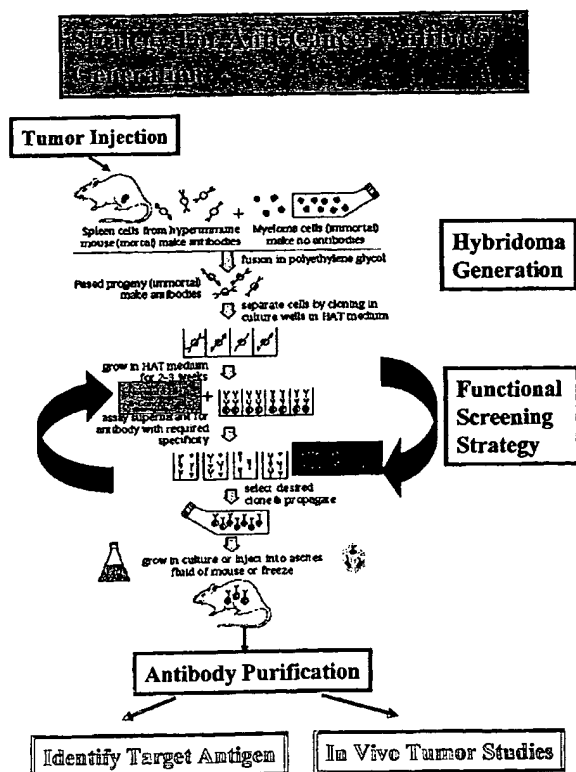 Strategy For Anti-Cancer Antibody
Generation
Tumor Injection
Spleen cells from hyperimmune
mouse (mortal) make antibodies
+
Myeloma cells (immortal)
make no antibodies
Hybridoma
Generation
fusion in polyethylene glycol
Fused progeny (immortal)
make antibodies
separate cells by cloning in
culture wells in HAT medium
grow in HAT medium
for 2-3 weeks
+
Functional
Screening
Strategy
assay supernatant for
antibody with required
specificity
select desired
clone & propagate
grow in culture or inject into ascites
fluid of mouse or freeze
Antibody Purification
Identify Target Antigen
In Vivo Tumor Studies